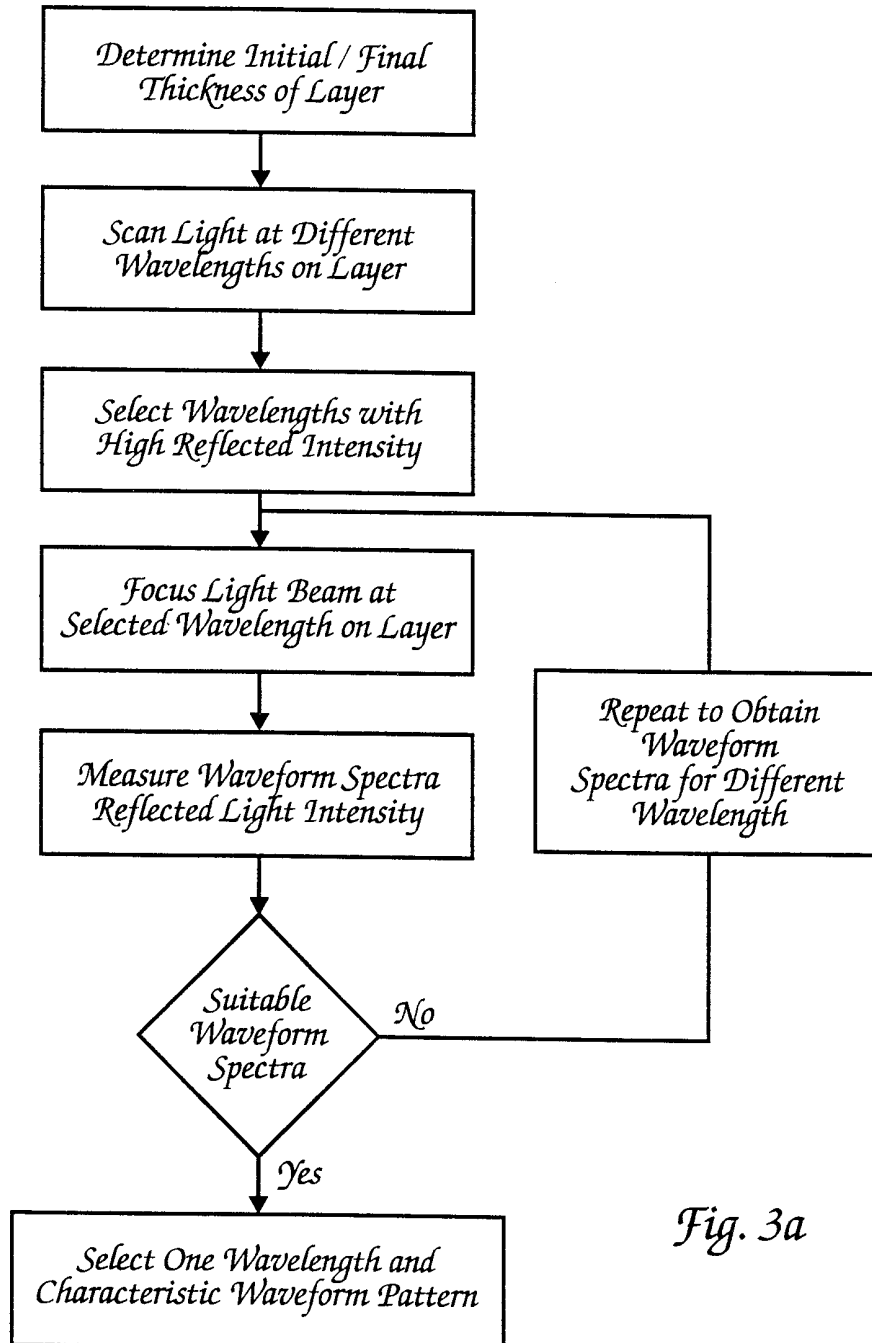 Determine Initial / Final
Thickness of Layer
Scan Light at Different
Wavelengths on Layer
Select Wavelengths with
High Reflected Intensity
Focus Light Beam at
Selected Wavelength on Layer
Measure Waveform Spectra
Reflected Light Intensity
Repeat to Obtain
Waveform
Spectra for Different
Wavelength
Suitable
Waveform
Spectra
No
Yes
Select One Wavelength and
Characteristic Waveform Pattern
Fig. 3a